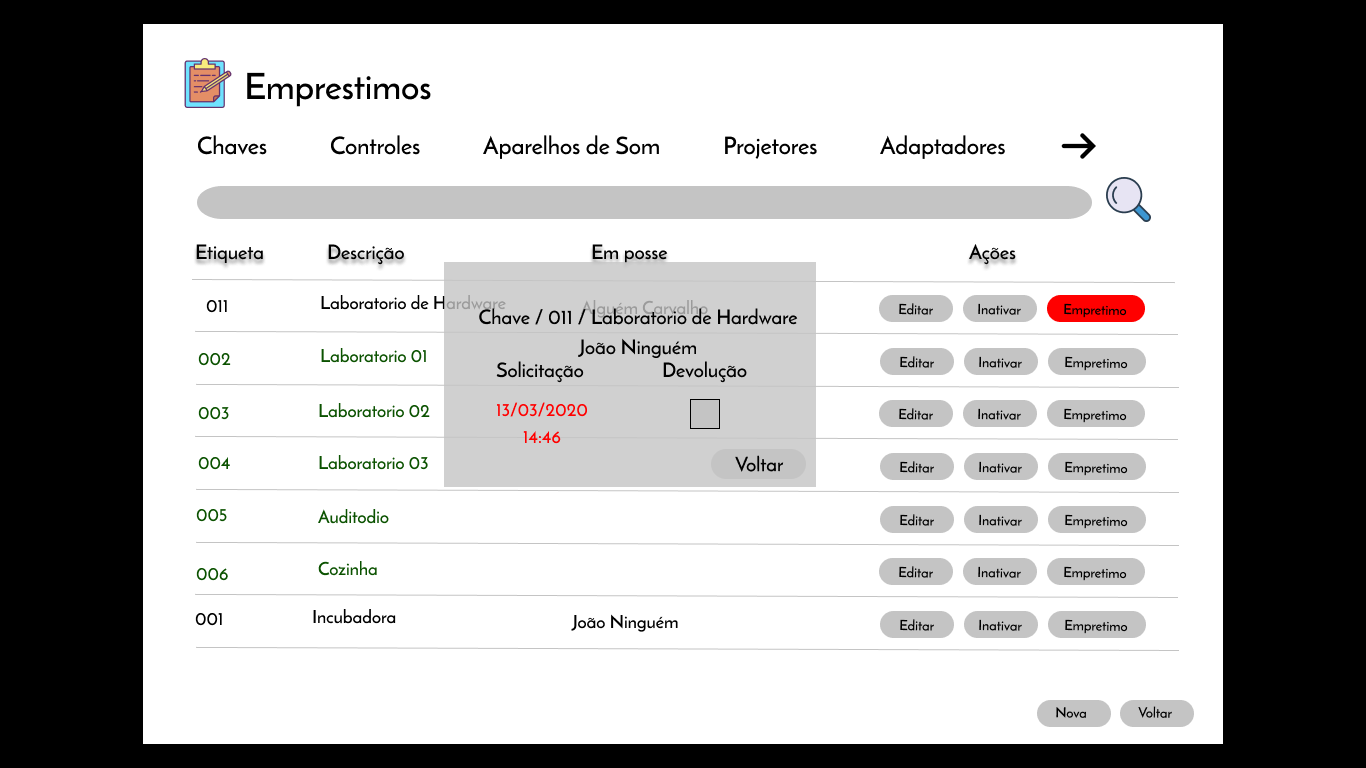 Emprestimos
Chaves Controles Aparelhos de Som Projetores Adaptadores
Etiqueta Descrição Em posse Ações
011 Laboratorio de Hardware Alguém Carvalho Editar Inativar Empretimo
Chave / 011 / Laboratorio de Hardware
João Ninguém
002 Laboratorio 01 Editar Inativar Empretimo
Solicitação Devolução
003 Laboratorio 02 13/03/2020 Editar Inativar Empretimo
14:46
004 Laboratorio 03 Voltar Editar Inativar Empretimo
005 Auditodio Editar Inativar Empretimo
006 Cozinha Editar Inativar Empretimo
001 Incubadora João Ninguém Editar Inativar Empretimo
Nova Voltar